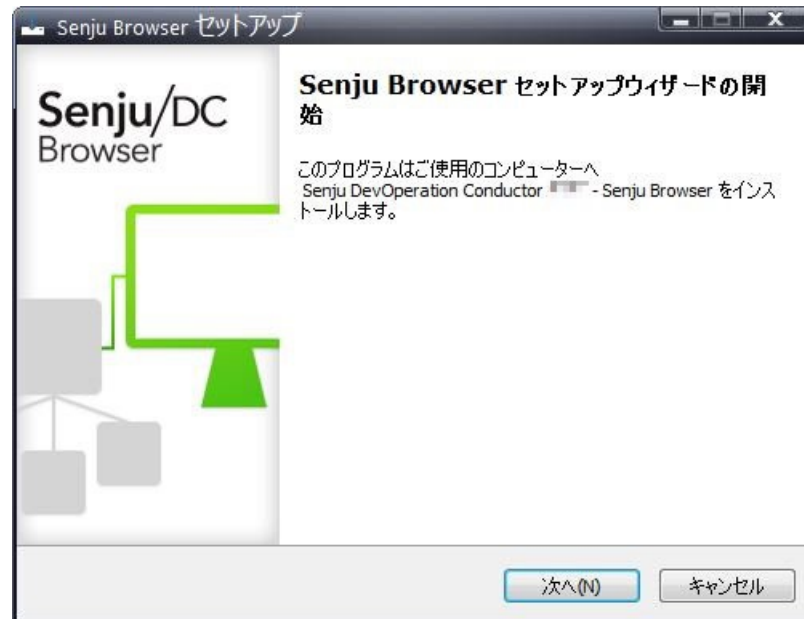 Senju Browser セットアップ
Senju/DC
Browser
Senju Browser セットアップウィザードの開
始
このプログラムはご使用のコンピューターへ
Senju DevOperation Conductor - Senju Browser をインス
トールします。
次へ(N)
キャンセル